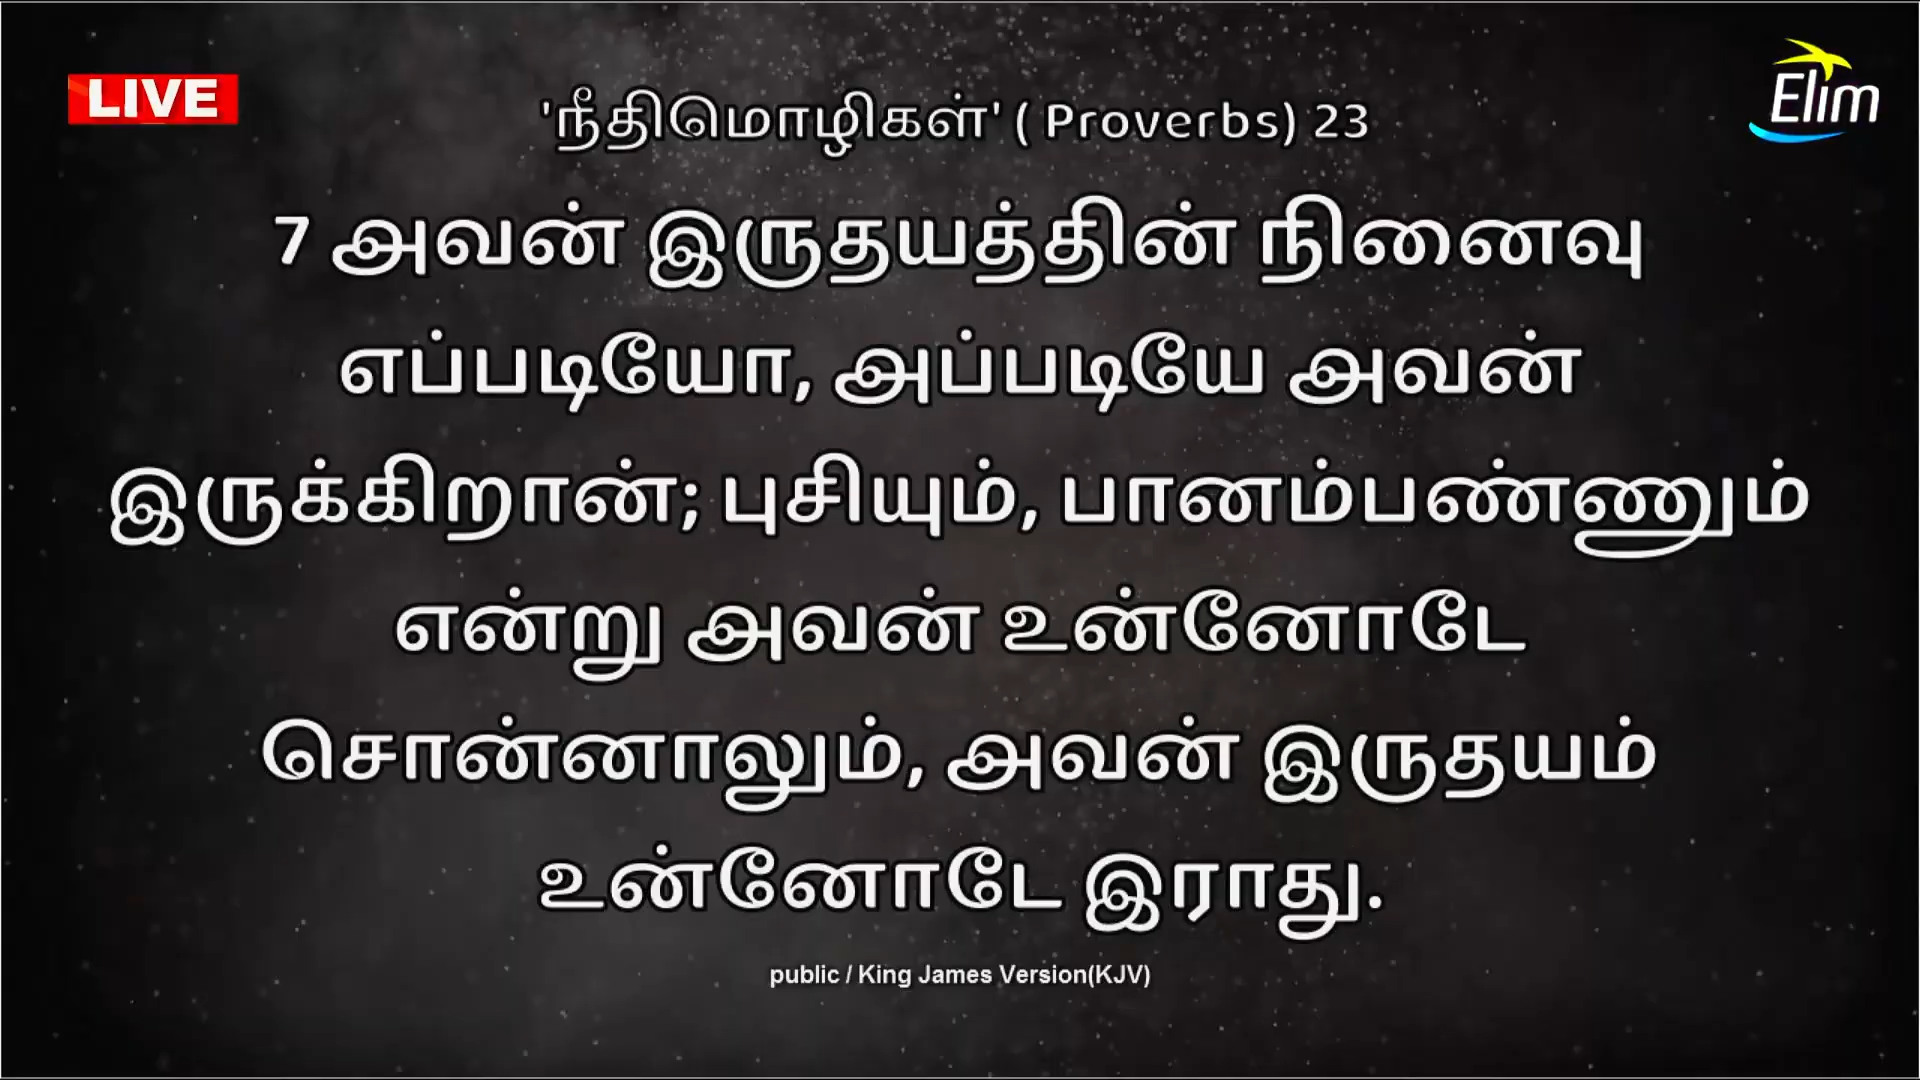 LIVE
Elim
'நீதிமொழிகள்' ( Proverbs) 23
7 அவன் இருதயத்தின் நினைவு
எப்படியோ, அப்படியே அவன்
இருக்கிறான்; புசியும், பானம்பண்ணும்
என்று அவன் உன்னோடே
சொன்னாலும், அவன் இருதயம்
உன்னோடே இராது.
public / King James Version(KJV)